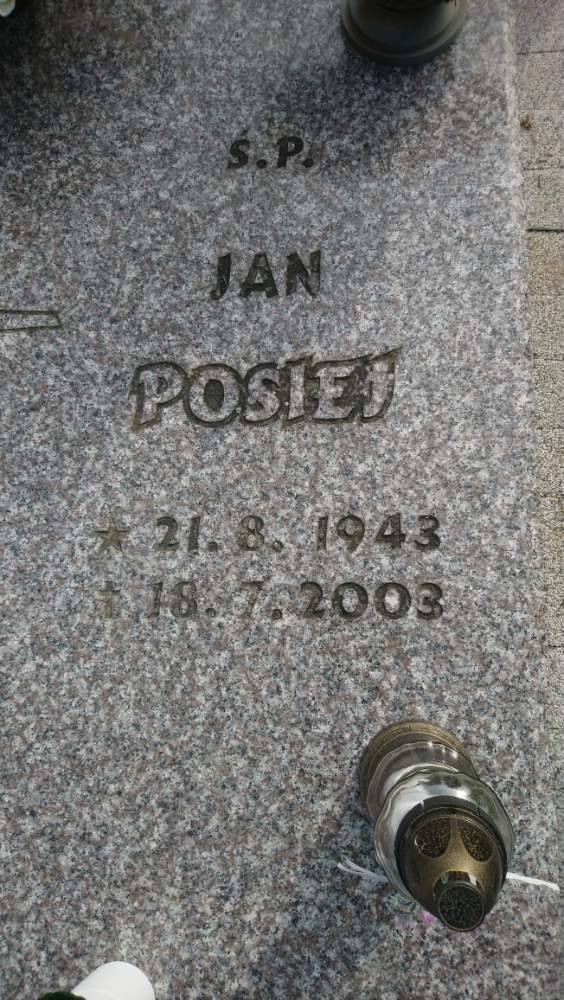 S.P.
JAN
POSIEJ
* 21. 8. 1943
† 18. 7. 2003